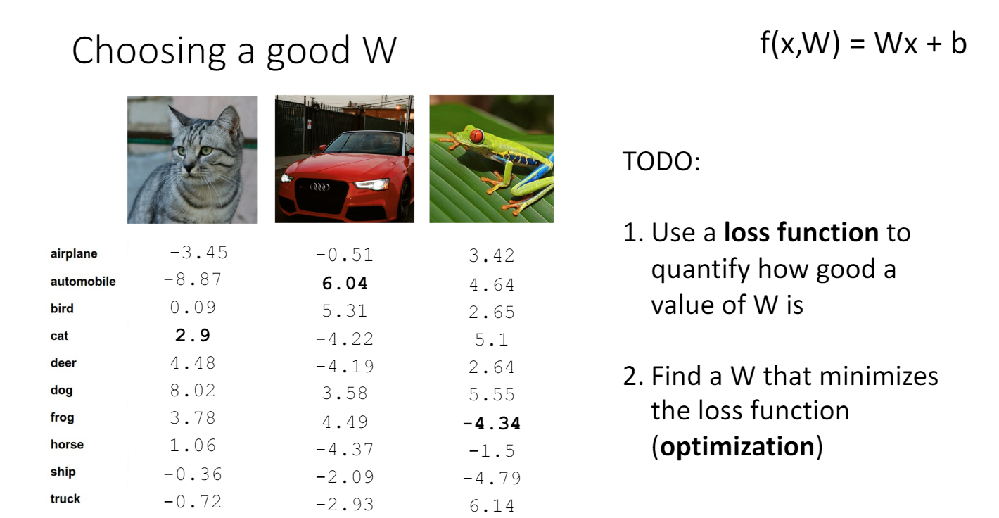 Choosing a good W
f(x,W) = Wx + b
airplane -3.45 -0.51 3.42
automobile -8.87 6.04 4.64
bird 0.09 5.31 2.65
cat 2.9 -4.22 5.1
deer 4.48 -4.19 2.64
dog 8.02 3.58 5.55
frog 3.78 4.49 -4.34
horse 1.06 -4.37 -1.5
ship -0.36 -2.09 -4.79
truck -0.72 -2.93 6.14
TODO:
1. Use a loss function to
quantify how good a
value of W is
2. Find a W that minimizes
the loss function
(optimization)